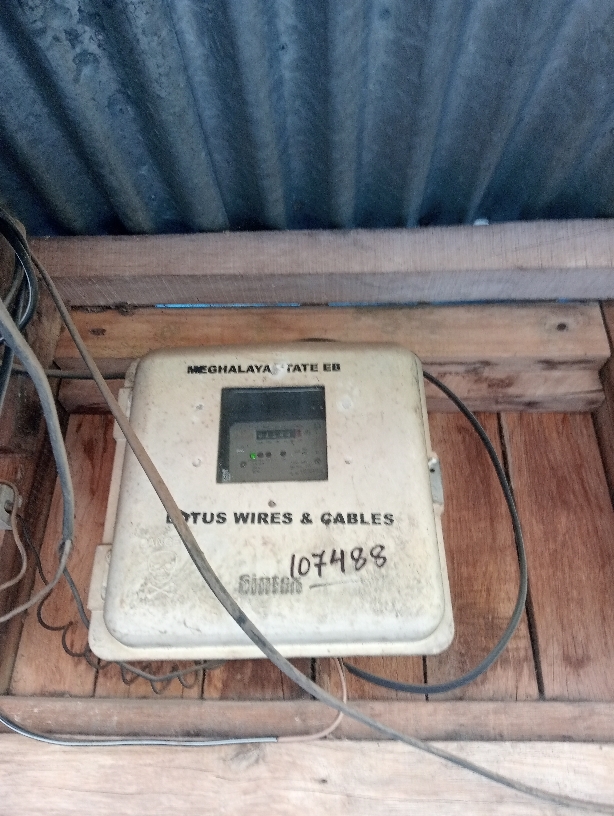 MEGHALAYA STATE EB
LOTUS WIRES & CABLES
107488
Sintex